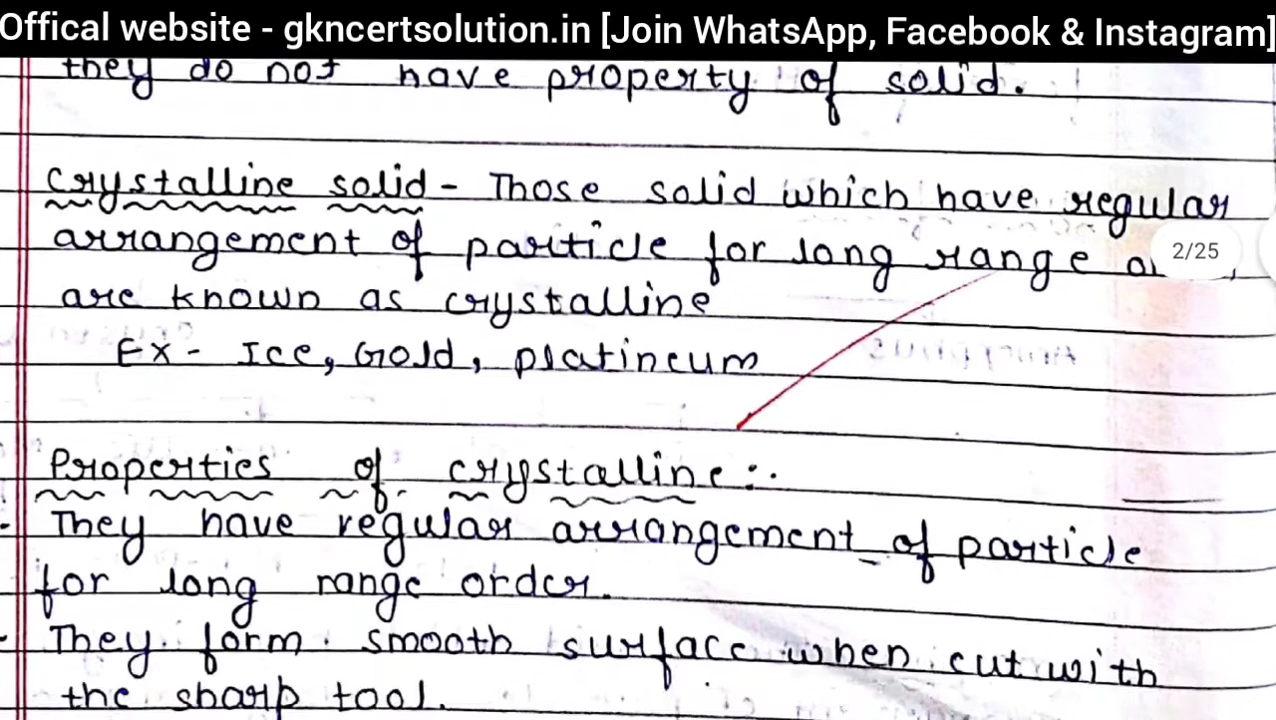 Offical website - gkncertsolution.in [Join WhatsApp, Facebook & Instagram]
they do not have property of solid.
Crystalline solid - Those solid which have regular
arrangement of particle for long range
2/25
are known as crystalline
Ex - Ice, Gold, platineum
Properties of crystalline :-
- They have regular arrangement of particle
for long range order.
- They form smooth surface when cut with
the sharp tool.